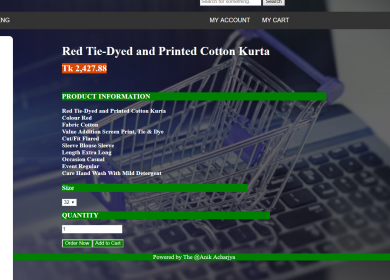 Search for something    Search
NG    MY ACCOUNT    MY CART
Red Tie-Dyed and Printed Cotton Kurta
Tk 2,427.88
PRODUCT INFORMATION
Red Tie-Dyed and Printed Cotton Kurta
Colour Red
Fabric Cotton
Value Addition Screen Print, Tie & Dye
Cut/Fit Flared
Sleeve Blouse Sleeve
Length Extra Long
Occasion Casual
Event Regular
Care Hand Wash With Mild Detergent
Size
32
QUANTITY
1
Order Now Add to Cart
Powered by The @Anik Acharjya